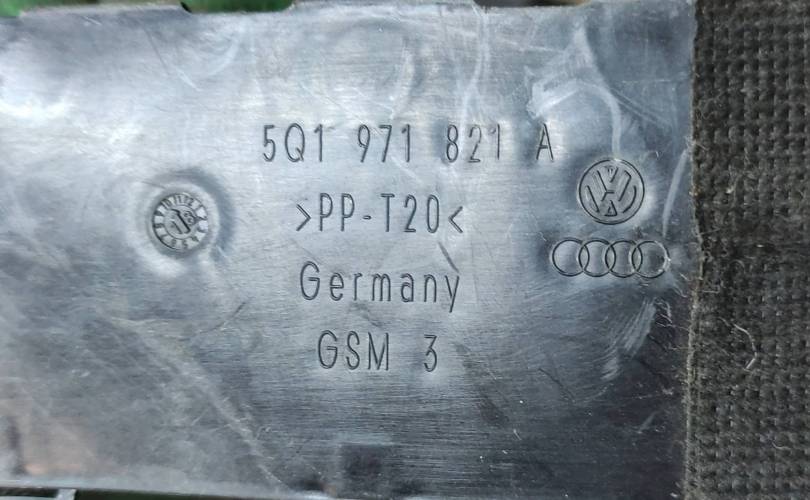 5Q1 971 821 A
>PP-T20<
Germany
GSM 3